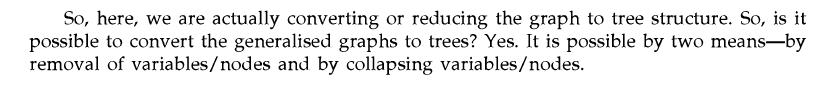 So, here, we are actually converting or reducing the graph to tree structure. So, is it
possible to convert the generalised graphs to trees? Yes. It is possible by two means—by
removal of variables/nodes and by collapsing variables/nodes.